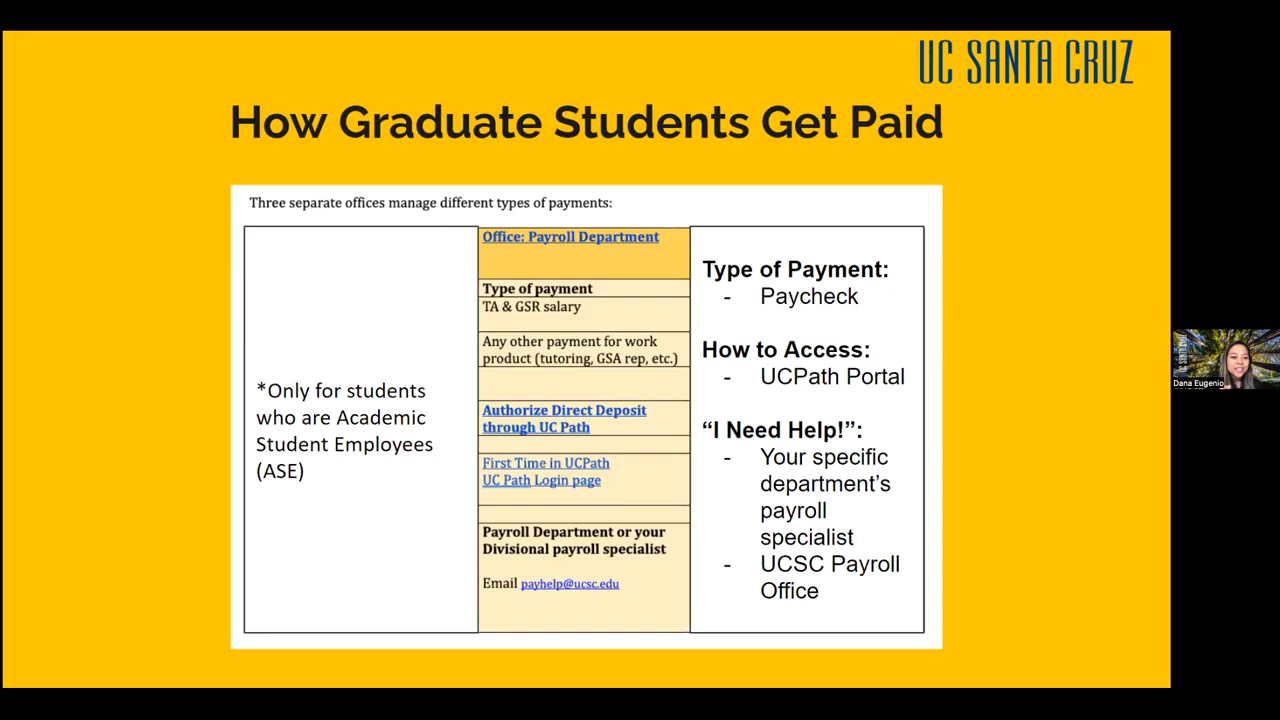 UC SANTA CRUZ
How Graduate Students Get Paid
Three separate offices manage different types of payments:
*Only for students
who are Academic
Student Employees
(ASE)
Office: Payroll Department
Type of payment
TA & GSR salary
Any other payment for work
product (tutoring, GSA rep, etc.)
Authorize Direct Deposit
through UC Path
First Time in UCPath
UC Path Login page
Payroll Department or your
Divisional payroll specialist
Email payhelp@ucsc.edu
Type of Payment:
- Paycheck
How to Access:
- UCPath Portal
“I Need Help!”:
- Your specific
department’s
payroll
specialist
- UCSC Payroll
Office
Dana Eugenio